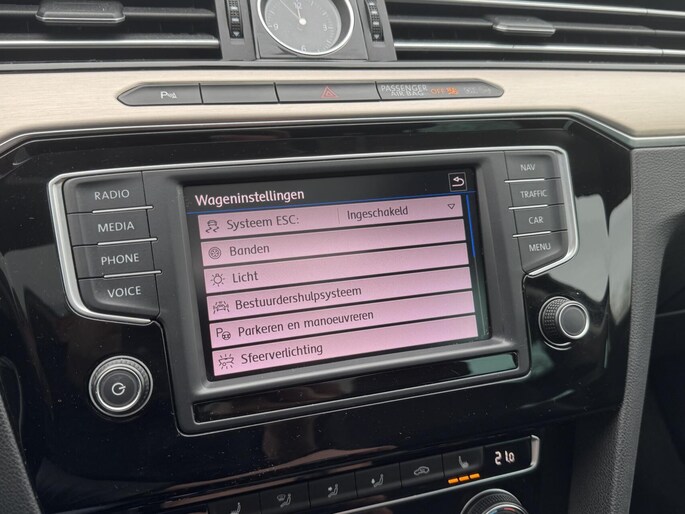 PASSENGER
AIR BAG OFF
RADIO
MEDIA
PHONE
VOICE
Wageninstellingen
Systeem ESC: Ingeschakeld
Banden
Licht
Bestuurdershulpsysteem
Parkeren en manoeuvreren
Sfeerverlichting
NAV
TRAFFIC
CAR
MENU